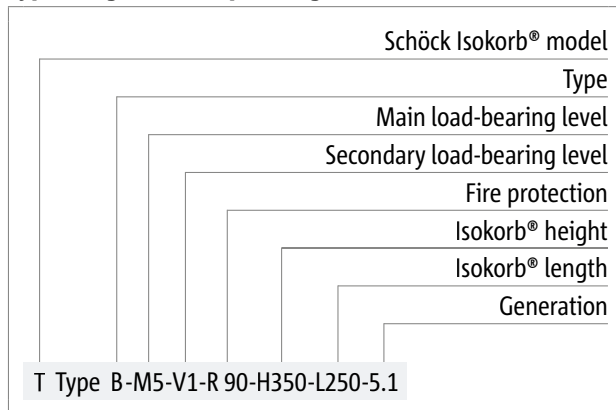 Schöck Isokorb® model
Type
Main load-bearing level
Secondary load-bearing level
Fire protection
Isokorb® height
Isokorb® length
Generation
T Type B-M5-V1-R 90-H350-L250-5.1